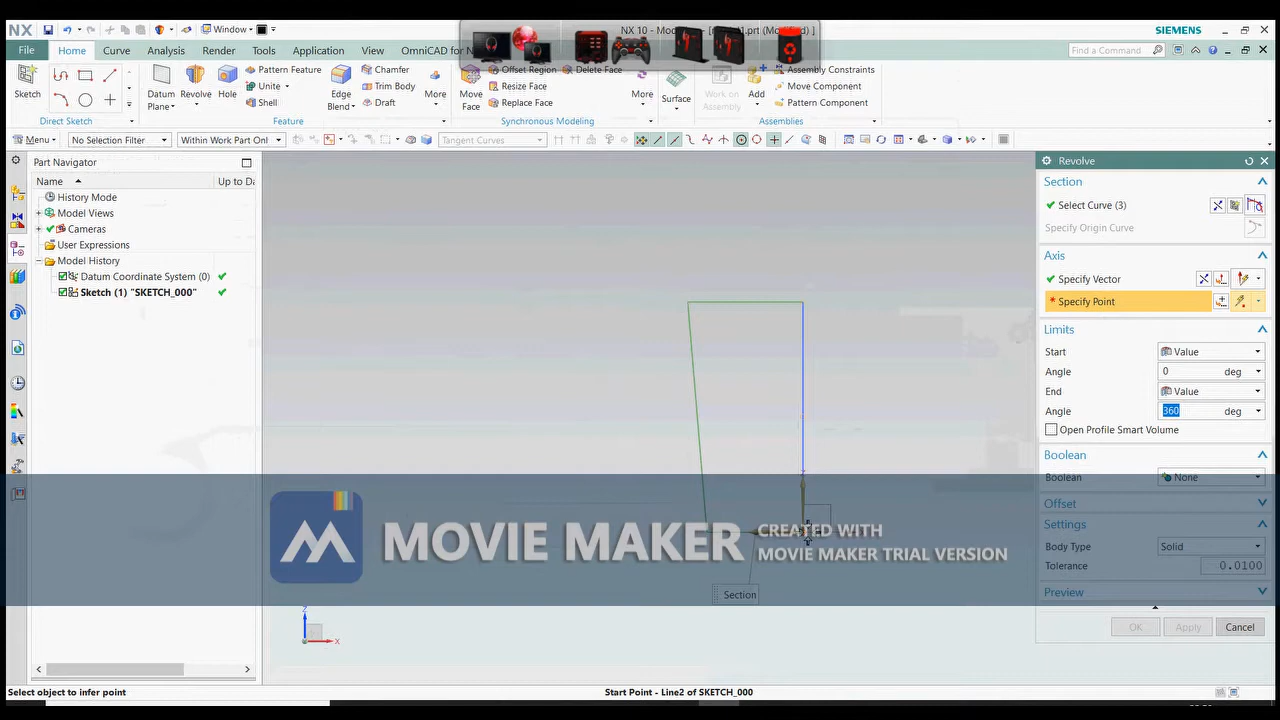 NX
Window
NX 10 - Mo
.prt (Mo
]
SIEMENS
File
Home
Curve
Analysis
Render
Tools
Application
View
OmniCAD for N
Find a Command
Sketch
Direct Sketch
Datum
Plane
Revolve
Hole
Pattern Feature
Unite
Shell
Feature
Edge
Blend
Chamfer
Trim Body
Draft
More
Move
Face
Offset Region
Resize Face
Replace Face
Delete Face
Synchronous Modeling
More
Surface
Work on
Assembly
Add
Assembly Constraints
Move Component
Pattern Component
Assemblies
Menu
No Selection Filter
Within Work Part Onl
Tangent Curves
Part Navigator
Name
Up to Da
History Mode
Model Views
Cameras
User Expressions
Model History
Datum Coordinate System (0)
Sketch (1) "SKETCH_000"
Revolve
Section
Select Curve (3)
Specify Origin Curve
Axis
Specify Vector
* Specify Point
Limits
Start
Value
Angle
0
deg
End
Value
Angle
360
deg
Open Profile Smart Volume
Boolean
Boolean
None
Offset
Settings
Body Type
Solid
Tolerance
0.0100
Preview
OK
Apply
Cancel
MOVIE MAKER
CREATED WITH
MOVIE MAKER TRIAL VERSION
Section
Z
X
Select object to infer point
Start Point - Line2 of SKETCH_000